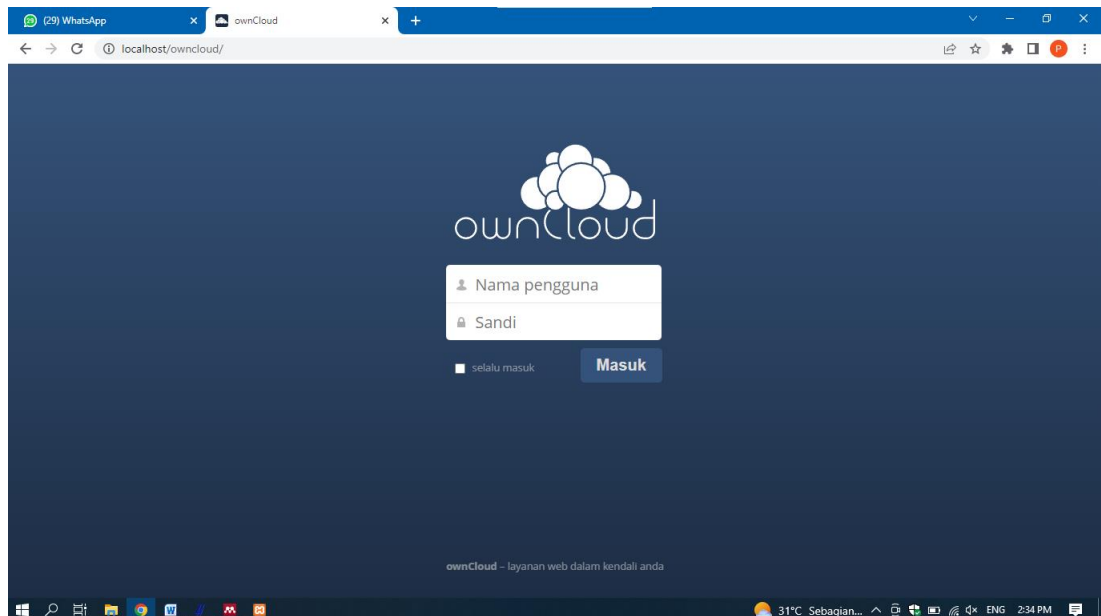 (29) WhatsApp
ownCloud
localhost/owncloud/
P
ownCloud
Nama pengguna
Sandi
selalu masuk
Masuk
ownCloud – layanan web dalam kendali anda
31°C Sebagian... ENG 2:34 PM